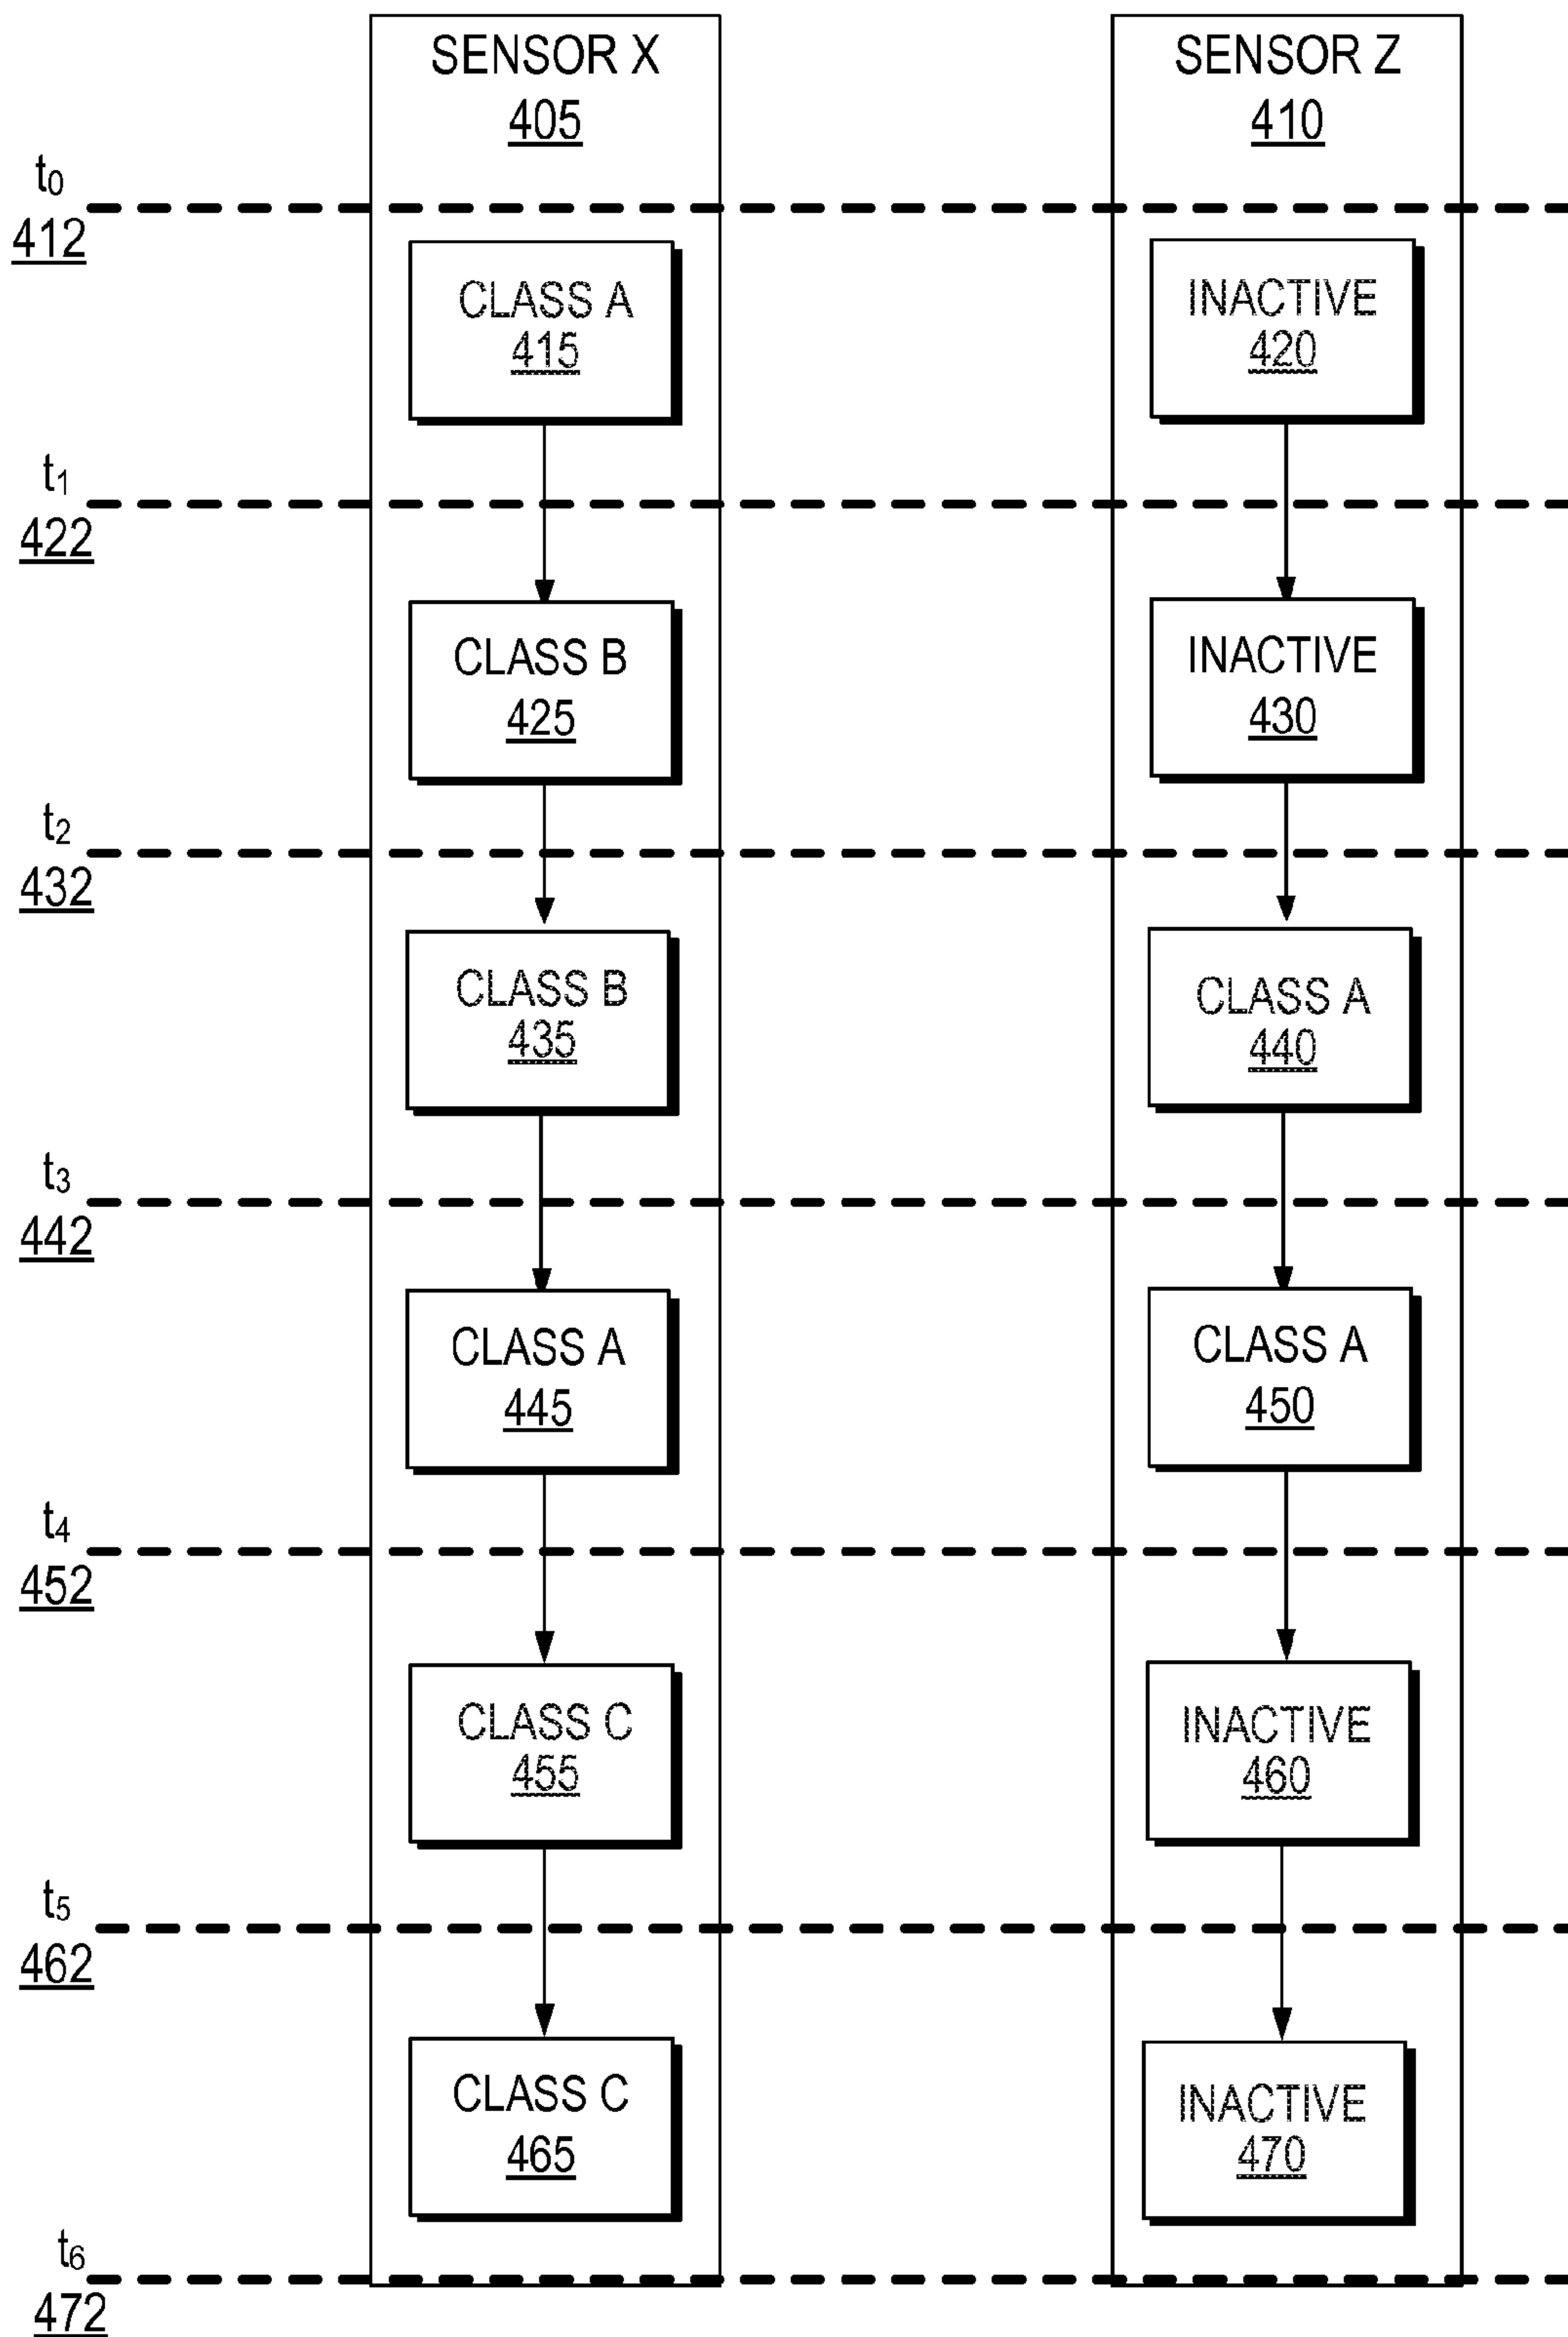 SENSOR X
405
SENSOR Z
410
t0
412
CLASS A
415
INACTIVE
420
t1
422
CLASS B
425
INACTIVE
430
t2
432
CLASS B
435
CLASS A
440
t3
442
CLASS A
445
CLASS A
450
t4
452
CLASS C
455
INACTIVE
460
t5
462
CLASS C
465
INACTIVE
470
t6
472